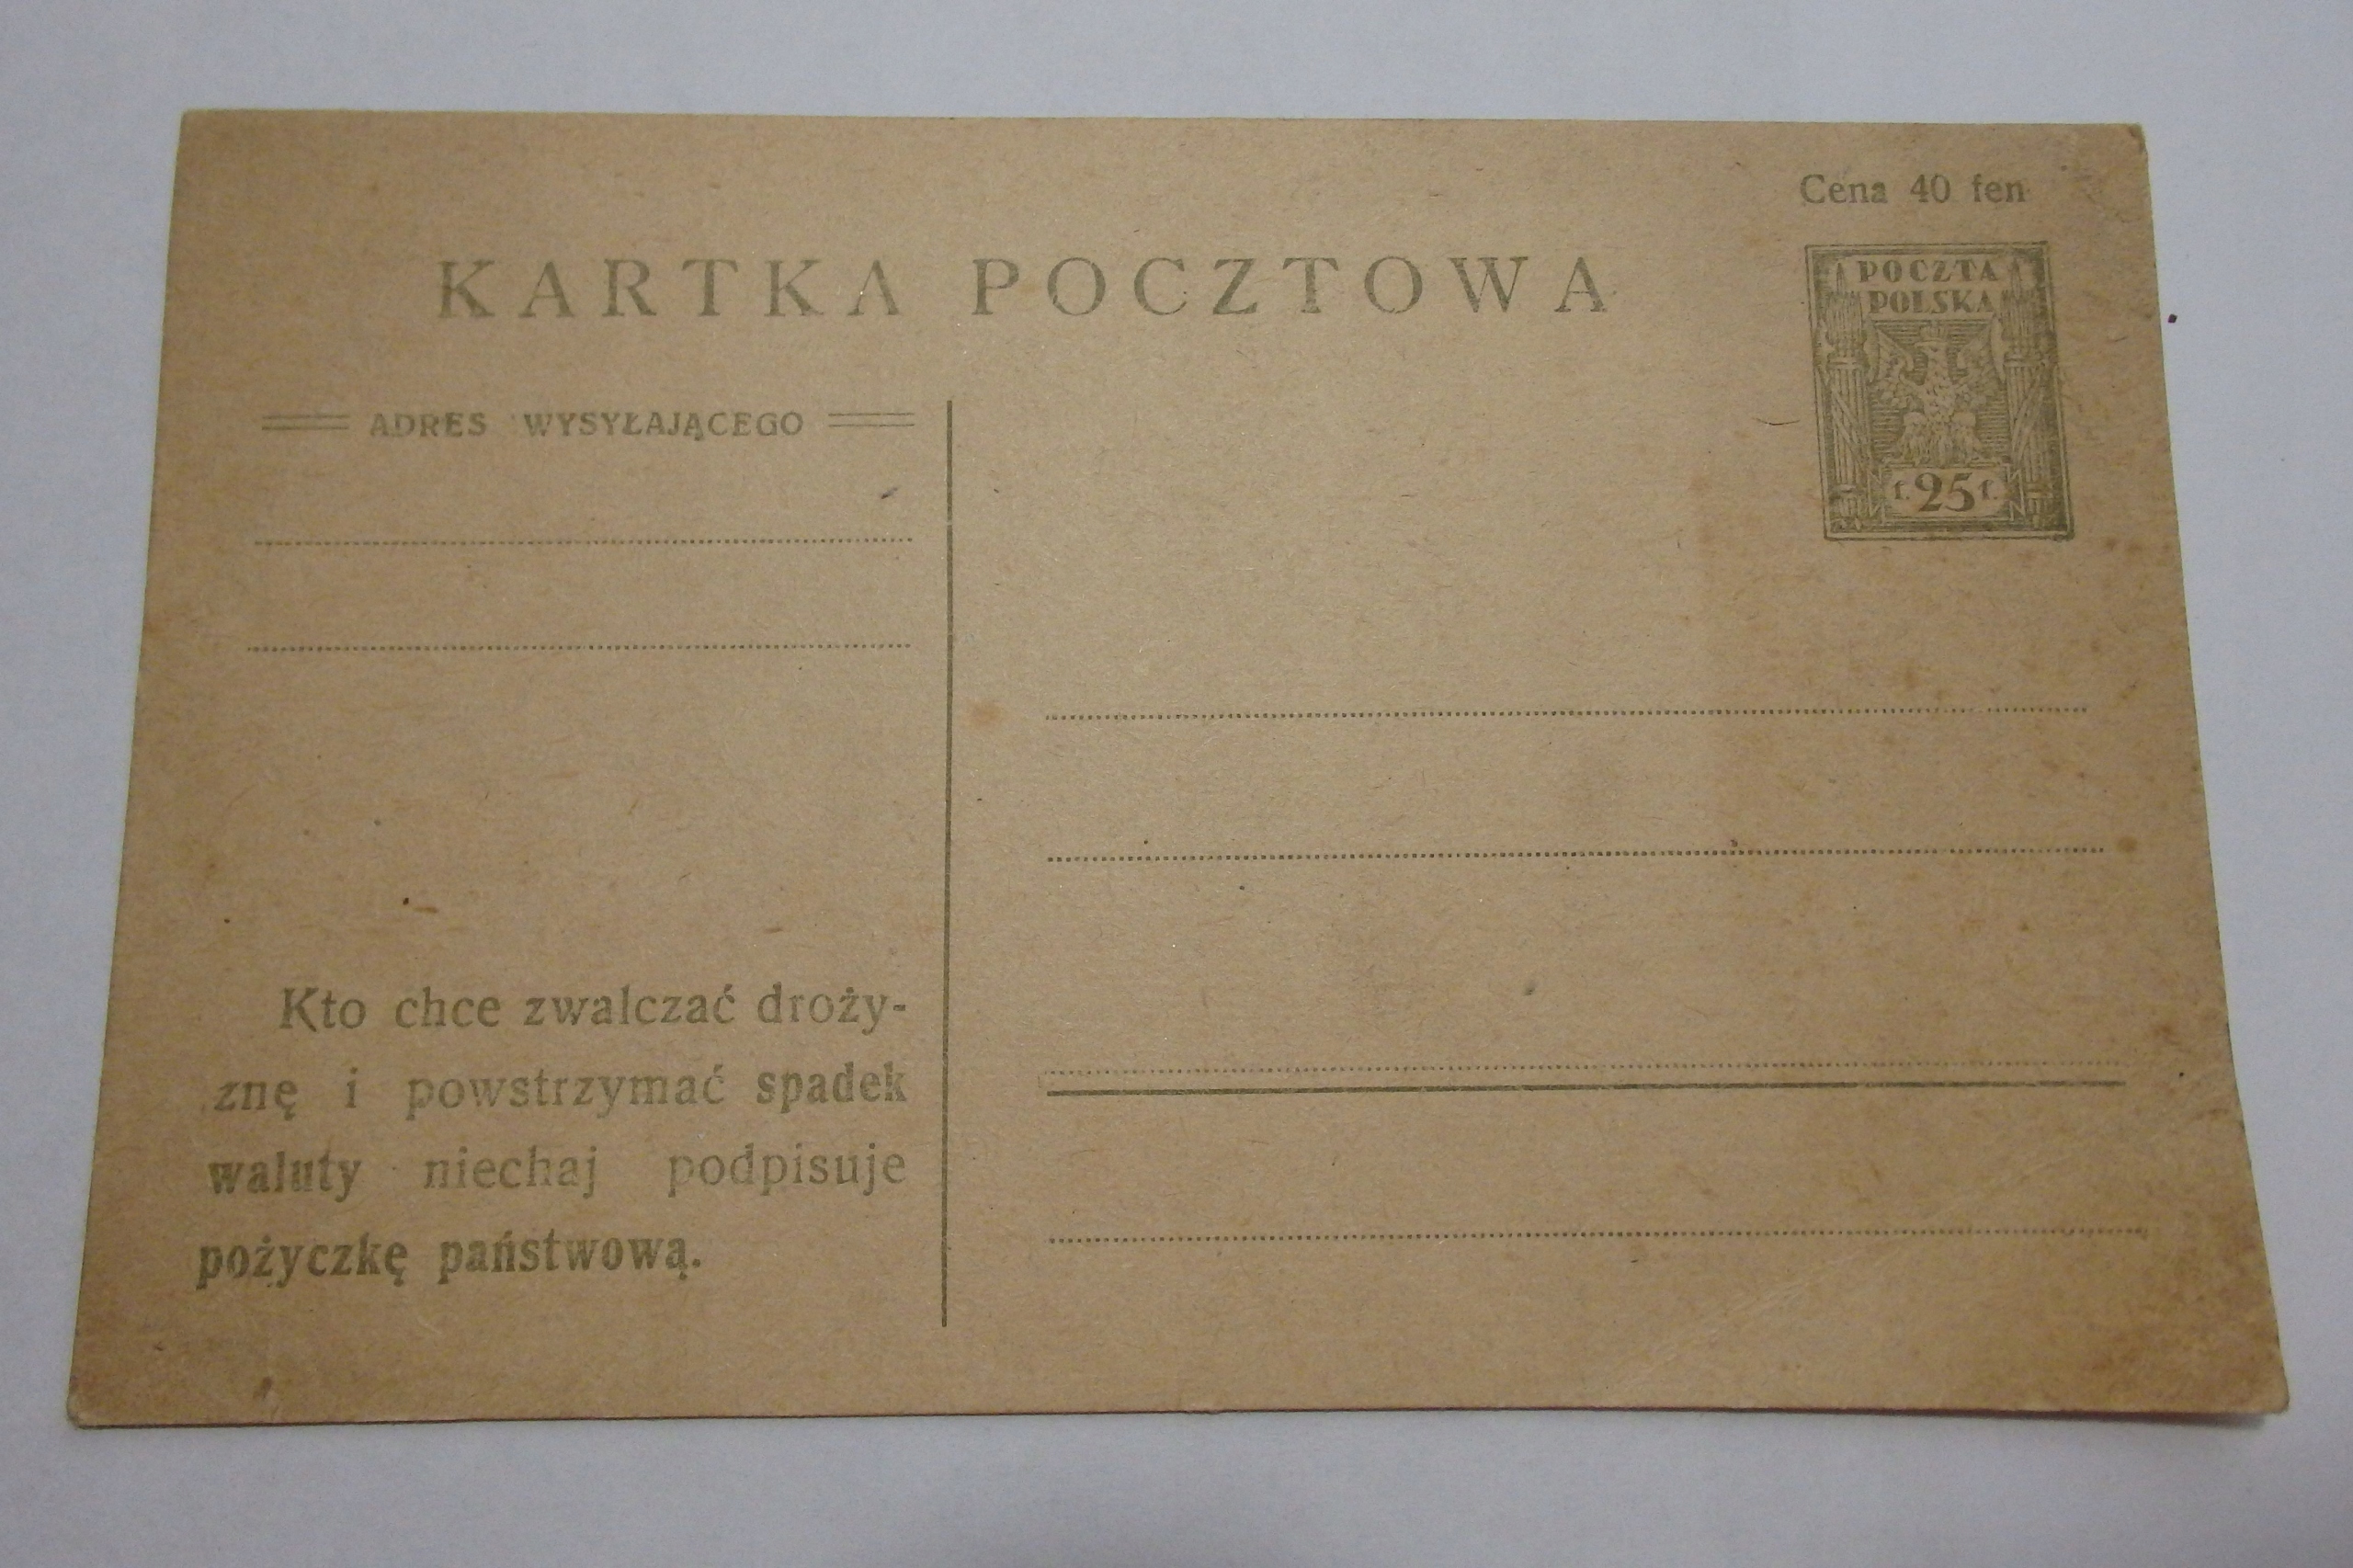 Cena 40 fen
KARTKA POCZTOWA
POCZTA
POLSKA
f. 25 f.
ADRES WYSYŁAJĄCEGO
Kto chce zwalczać droży-
znę i powstrzymać spadek
waluty niechaj podpisuje
pożyczkę państwową.